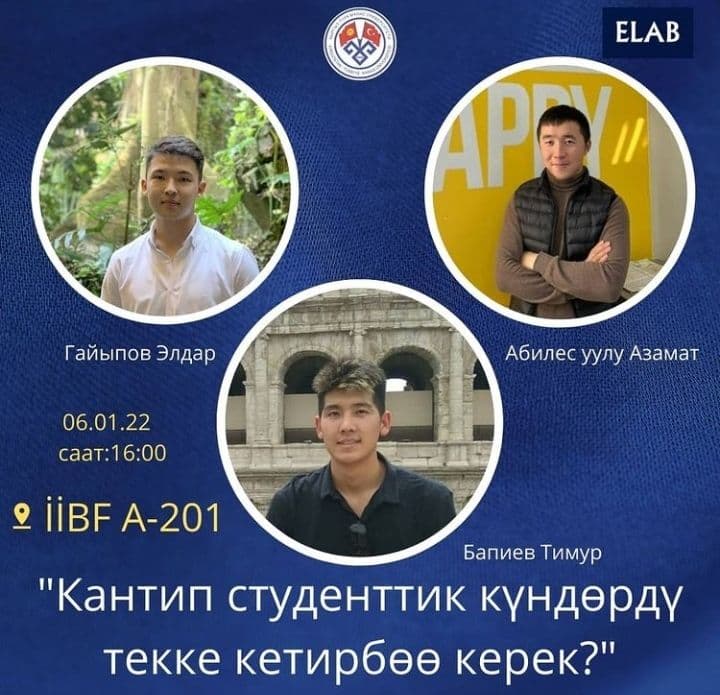 ELAB
APPY
Гайыпов Элдар
Абилес уулу Азамат
06.01.22
саат:16:00
İİBF A-201
Бапиев Тимур
"Кантип студенттик күндөрдү
текке кетирбөө керек?"